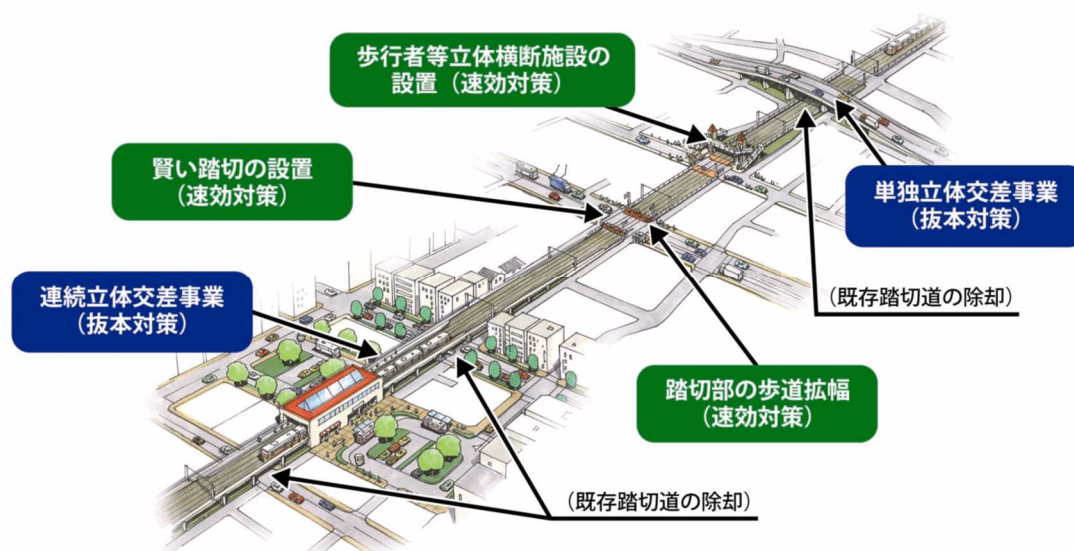 歩行者等立体横断施設の
設置（速効対策）
賢い踏切の設置
（速効対策）
単独立体交差事業
（抜本対策）
連続立体交差事業
（抜本対策）
（既存踏切道の除却）
踏切部の歩道拡幅
（速効対策）
（既存踏切道の除却）